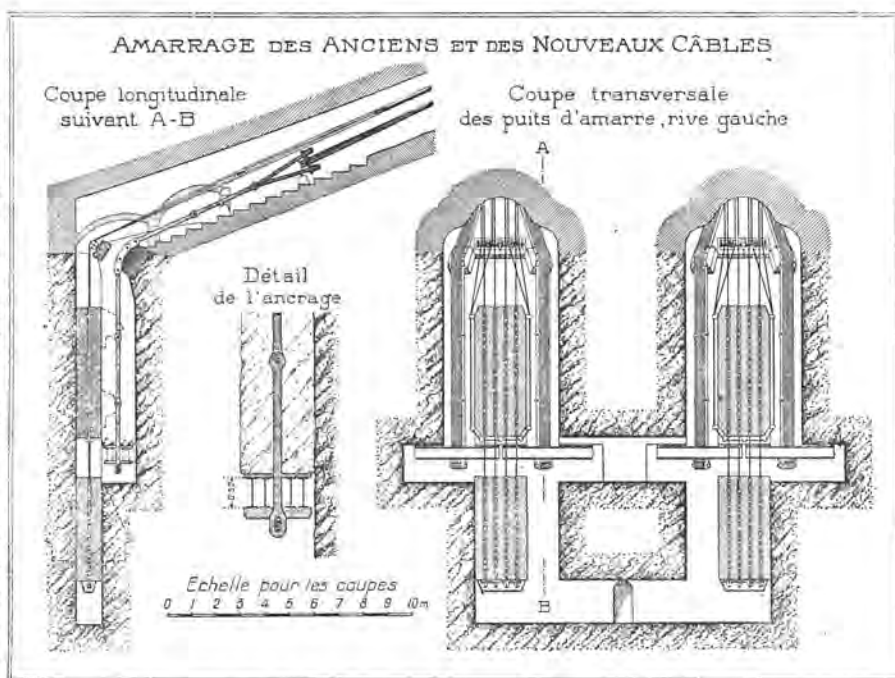 AMARRAGE DES ANCIENS ET DES NOUVEAUX CÂBLES
Coupe longitudinale
suivant A-B
Coupe transversale
des puits d'amarre, rive gauche
A
Détail
de l'ancrage
Echelle pour les coupes
0 1 2 3 4 5 6 7 8 9 10m
B